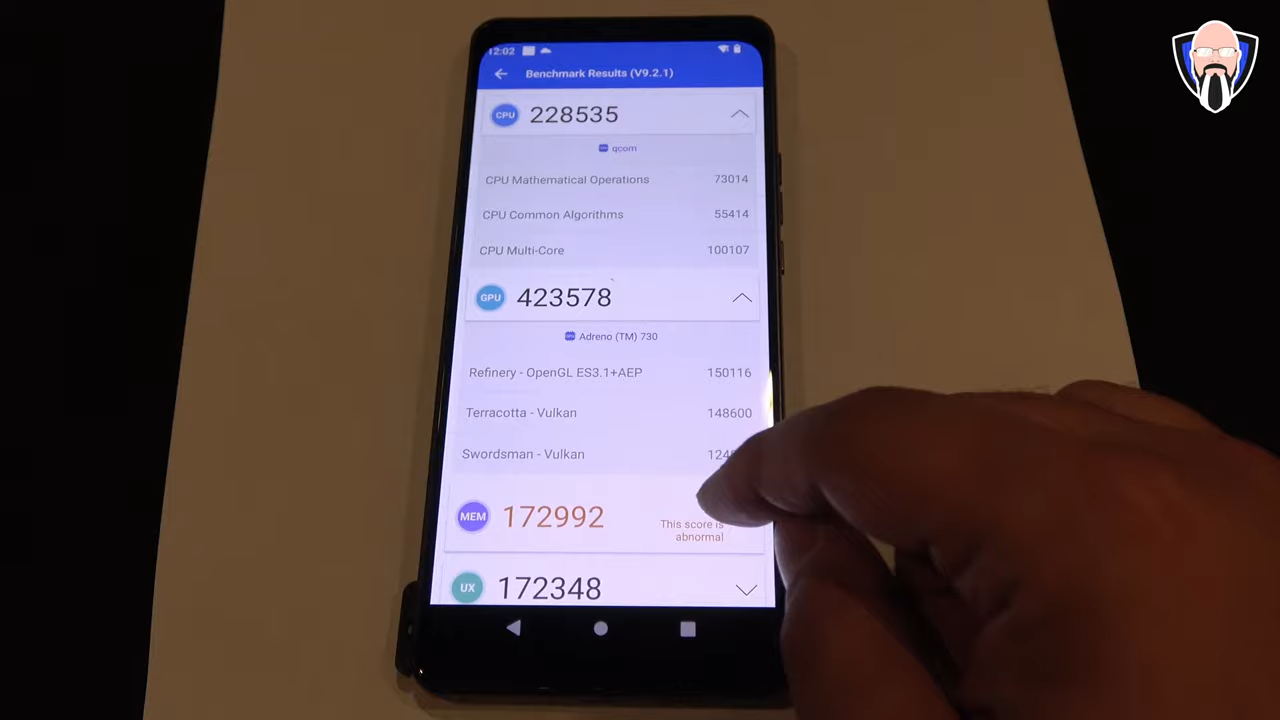 12:02
Benchmark Results (V9.2.1)
CPU 228535
qcom
CPU Mathematical Operations 73014
CPU Common Algorithms 55414
CPU Multi-Core 100107
GPU 423578
Adreno (TM) 730
Refinery - OpenGL ES3.1+AEP 150116
Terracotta - Vulkan 148600
Swordsman - Vulkan
MEM 172992
This score is
abnormal
UX 172348